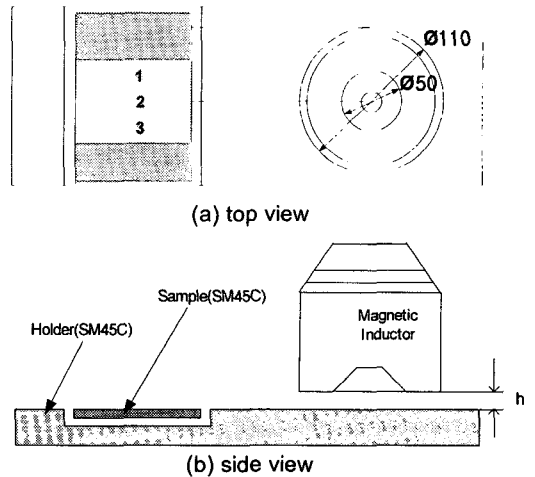 1
2
3
Ø110
Ø50
(a) top view
Sample(SM45C)
Holder(SM45C)
Magnetic
Inductor
h
(b) side view